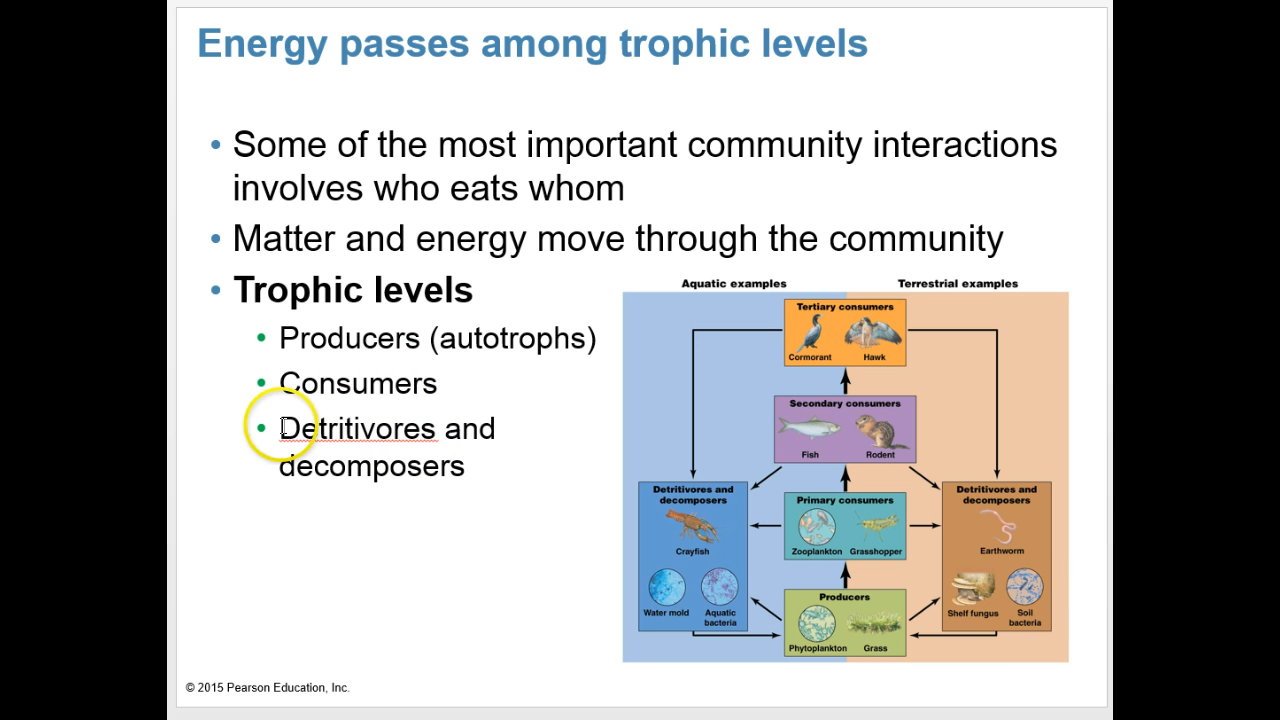 Energy passes among trophic levels
• Some of the most important community interactions
involves who eats whom
• Matter and energy move through the community
• Trophic levels
• Producers (autotrophs)
• Consumers
• Detritivores and
decomposers
Aquatic examples
Terrestrial examples
Tertiary consumers
Cormorant
Hawk
Secondary consumers
Fish
Rodent
Detritivores and
decomposers
Crayfish
Water mold
Aquatic
bacteria
Primary consumers
Zooplankton
Grasshopper
Detritivores and
decomposers
Earthworm
Shelf fungus
Soil
bacteria
Producers
Phytoplankton
Grass
© 2015 Pearson Education, Inc.